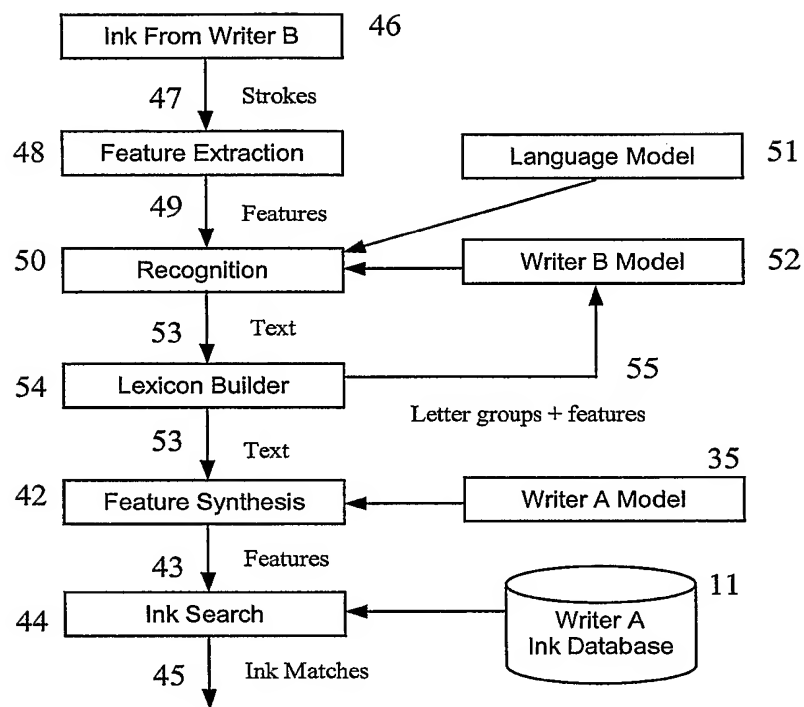 Ink From Writer B 46
47 Strokes
48 Feature Extraction Language Model 51
49 Features
50 Recognition Writer B Model 52
53 Text
54 Lexicon Builder 55
Letter groups + features
53 Text
35
42 Feature Synthesis Writer A Model
43 Features
11
44 Ink Search Writer A
Ink Database
45 Ink Matches